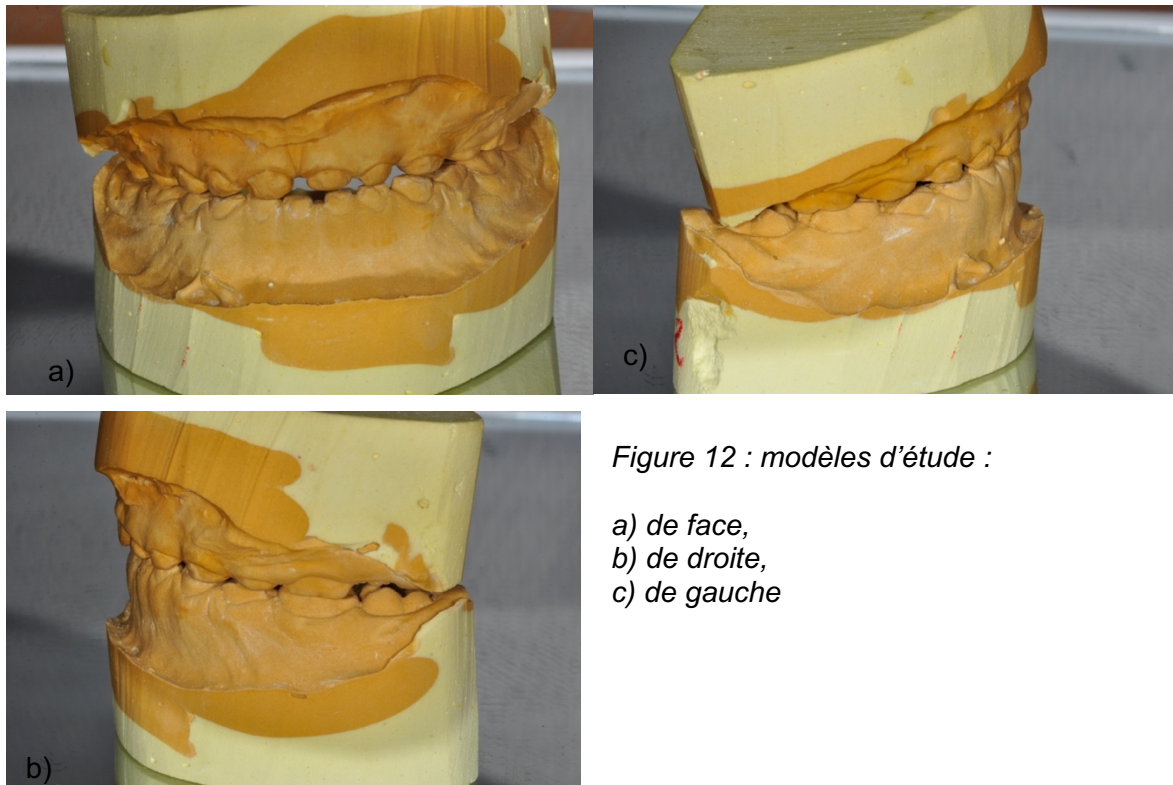 a)
c)
b)
Figure 12 : modèles d'étude :
a) de face,
b) de droite,
c) de gauche